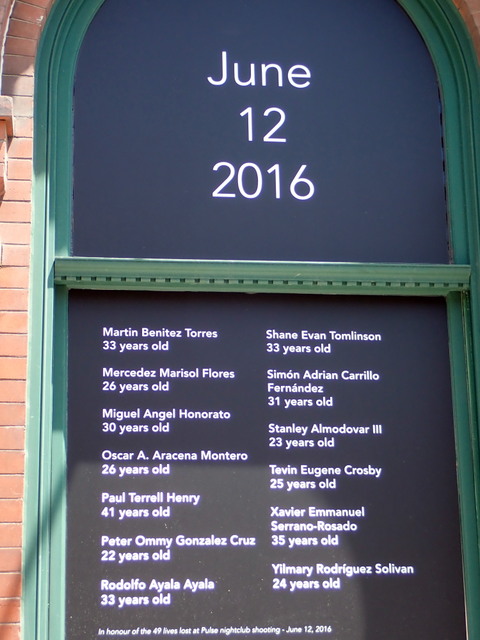 June
12
2016
Martin Benitez Torres
33 years old
Mercedez Marisol Flores
26 years old
Miguel Angel Honorato
30 years old
Oscar A. Aracena Montero
26 years old
Paul Terrell Henry
41 years old
Peter Ommy Gonzalez Cruz
22 years old
Rodolfo Ayala Ayala
33 years old
Shane Evan Tomlinson
33 years old
Simón Adrian Carrillo
Fernández
31 years old
Stanley Almodovar III
23 years old
Tevin Eugene Crosby
25 years old
Xavier Emmanuel
Serrano-Rosado
35 years old
Yilmary Rodríguez Solivan
24 years old
In honour of the 49 lives lost at Pulse nightclub shooting - June 12, 2016